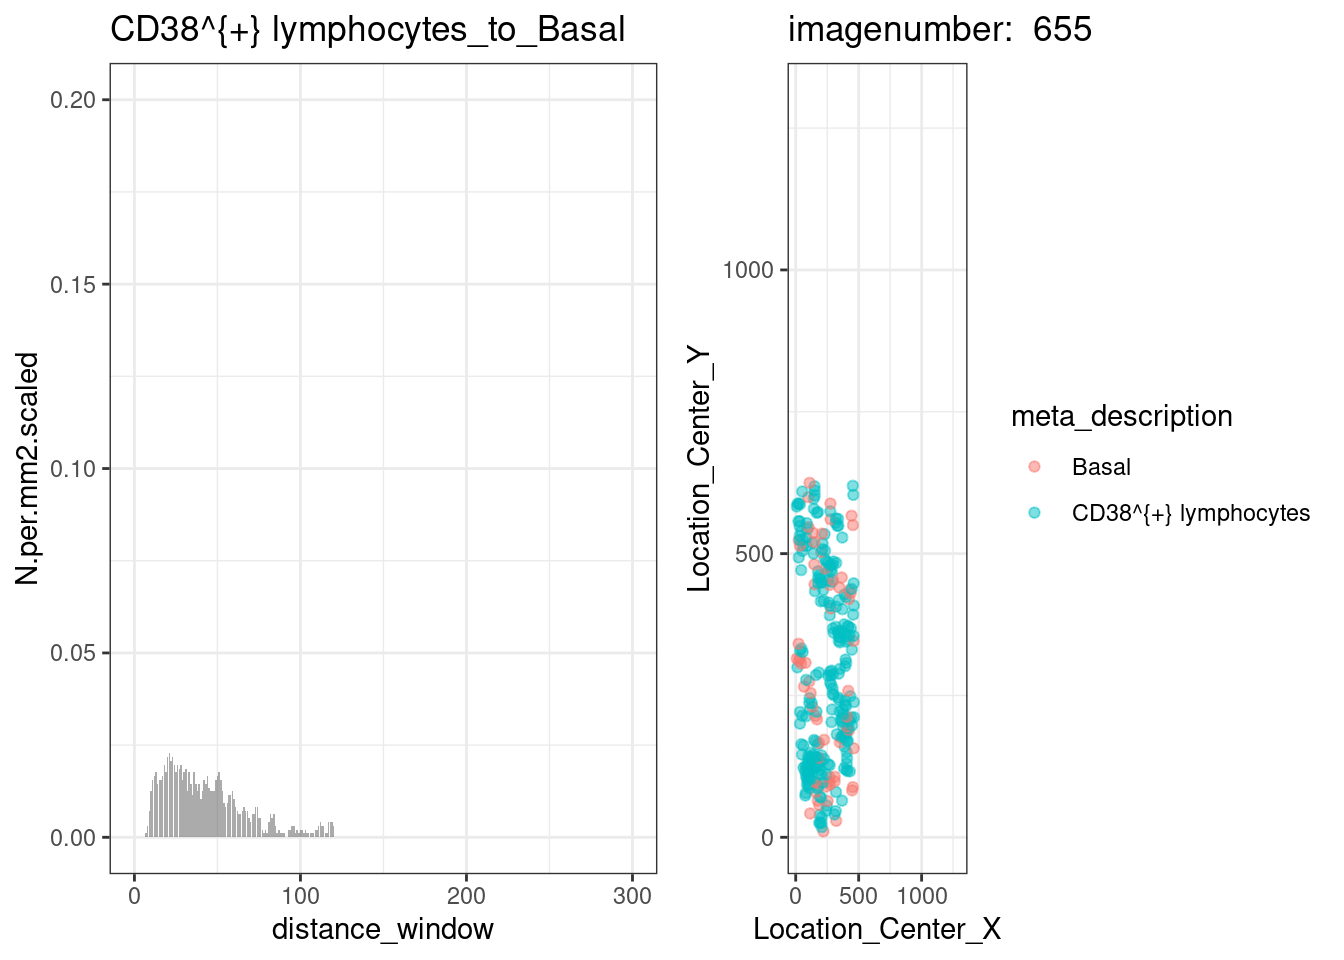 CD38^{+} lymphocytes_to_Basal
N.per.mm2.scaled
0.20
0.15
0.10
0.05
0.00
0 100 200 300
distance_window
imagenumber:  655
Location_Center_Y
1000
500
0
0 500 1000
Location_Center_X
meta_description
Basal
CD38^{+} lymphocytes